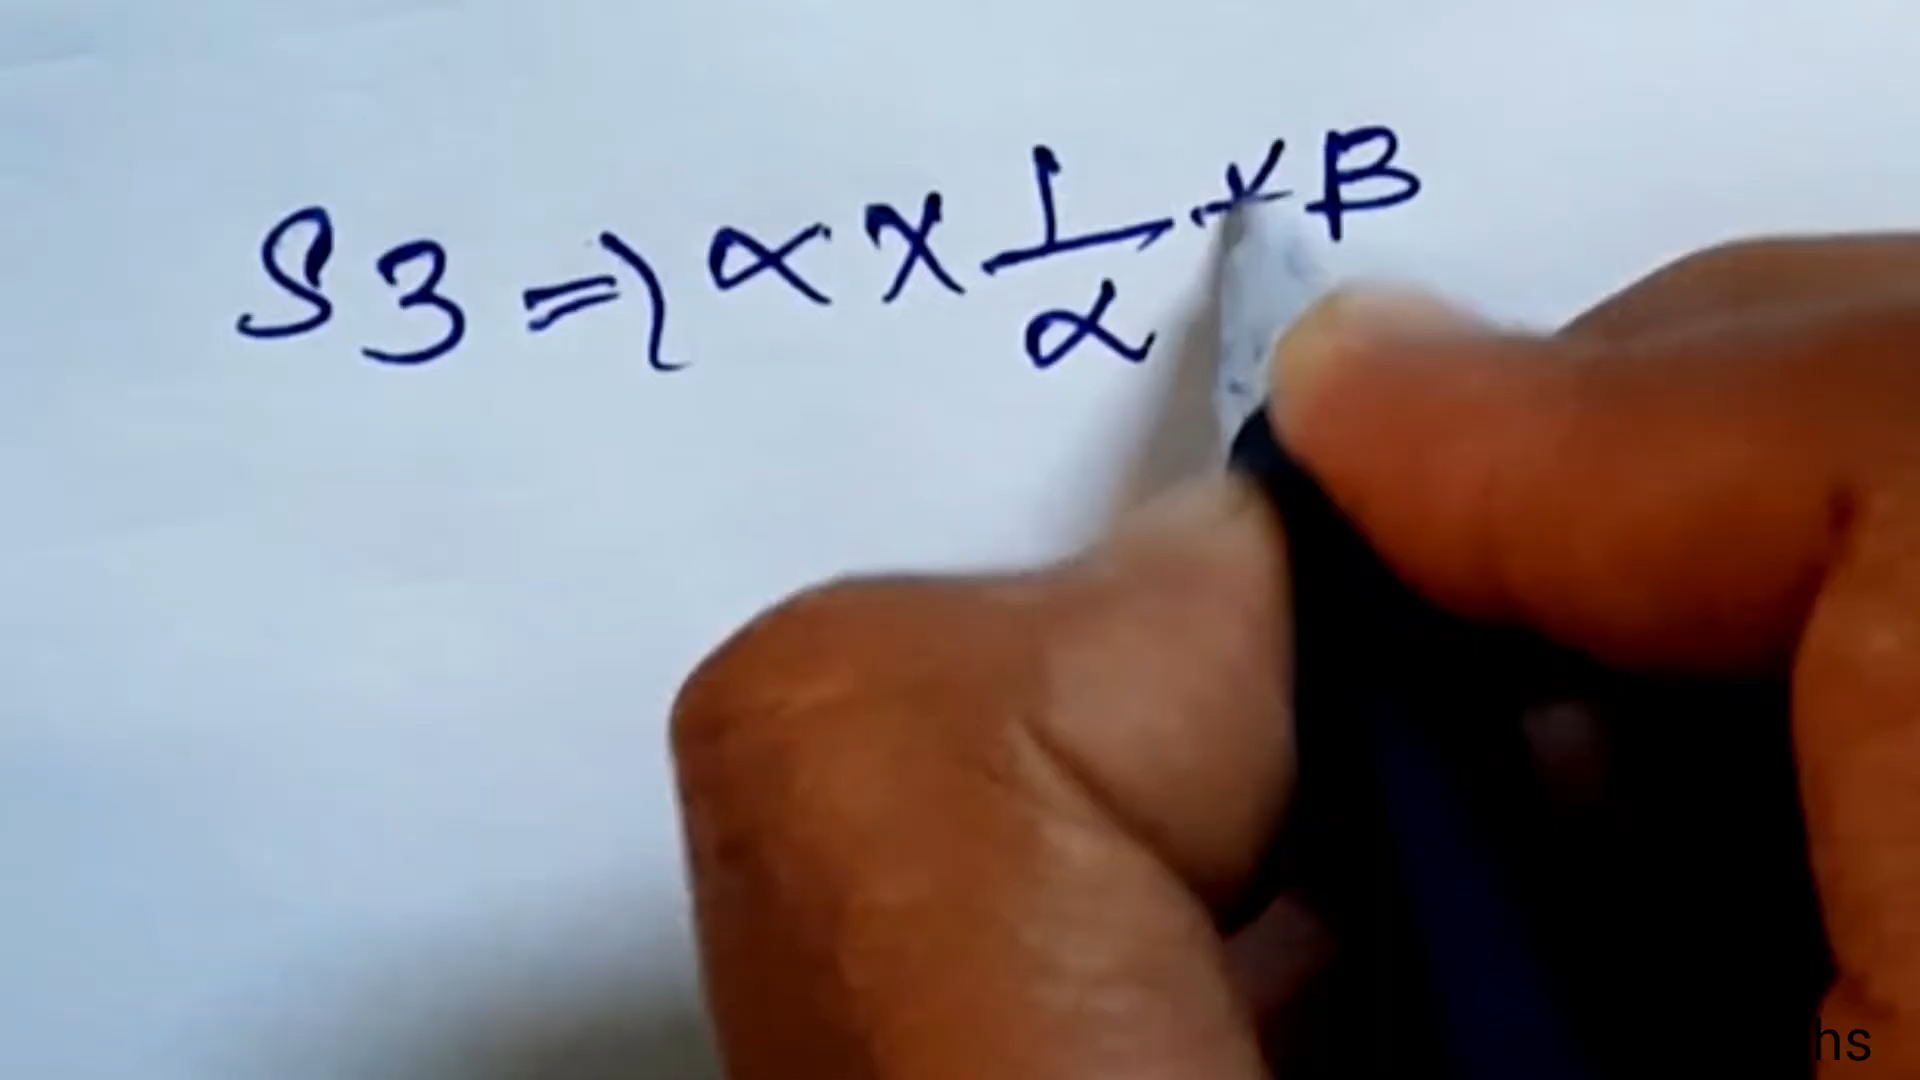 S3 ⇒ α × 1/α × β
hs